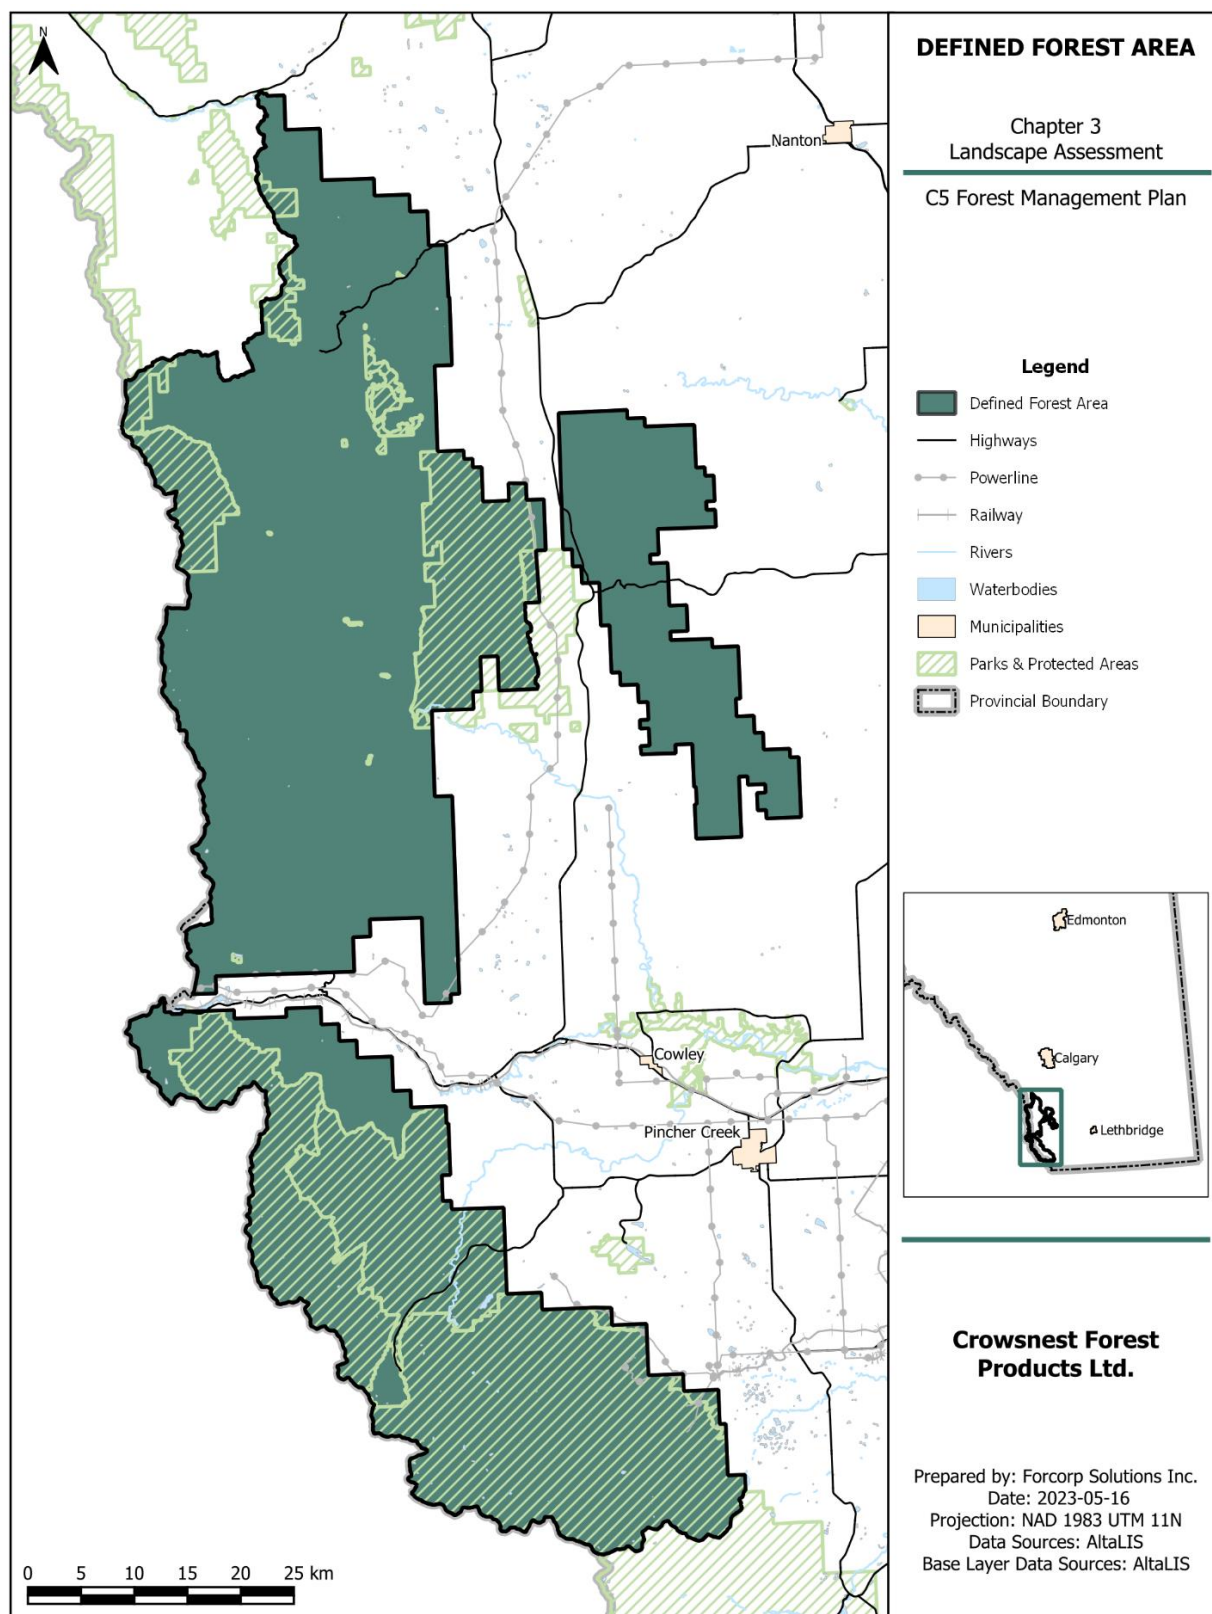 N
DEFINED FOREST AREA
Chapter 3
Landscape Assessment
C5 Forest Management Plan
Legend
Defined Forest Area
Highways
Powerline
Railway
Rivers
Waterbodies
Municipalities
Parks & Protected Areas
Provincial Boundary
Nanton
Cowley
Pincher Creek
Edmonton
Calgary
Lethbridge
Crowsnest Forest
Products Ltd.
Prepared by: Forcorp Solutions Inc.
Date: 2023-05-16
Projection: NAD 1983 UTM 11N
Data Sources: AltaLIS
Base Layer Data Sources: AltaLIS
0 5 10 15 20 25 km